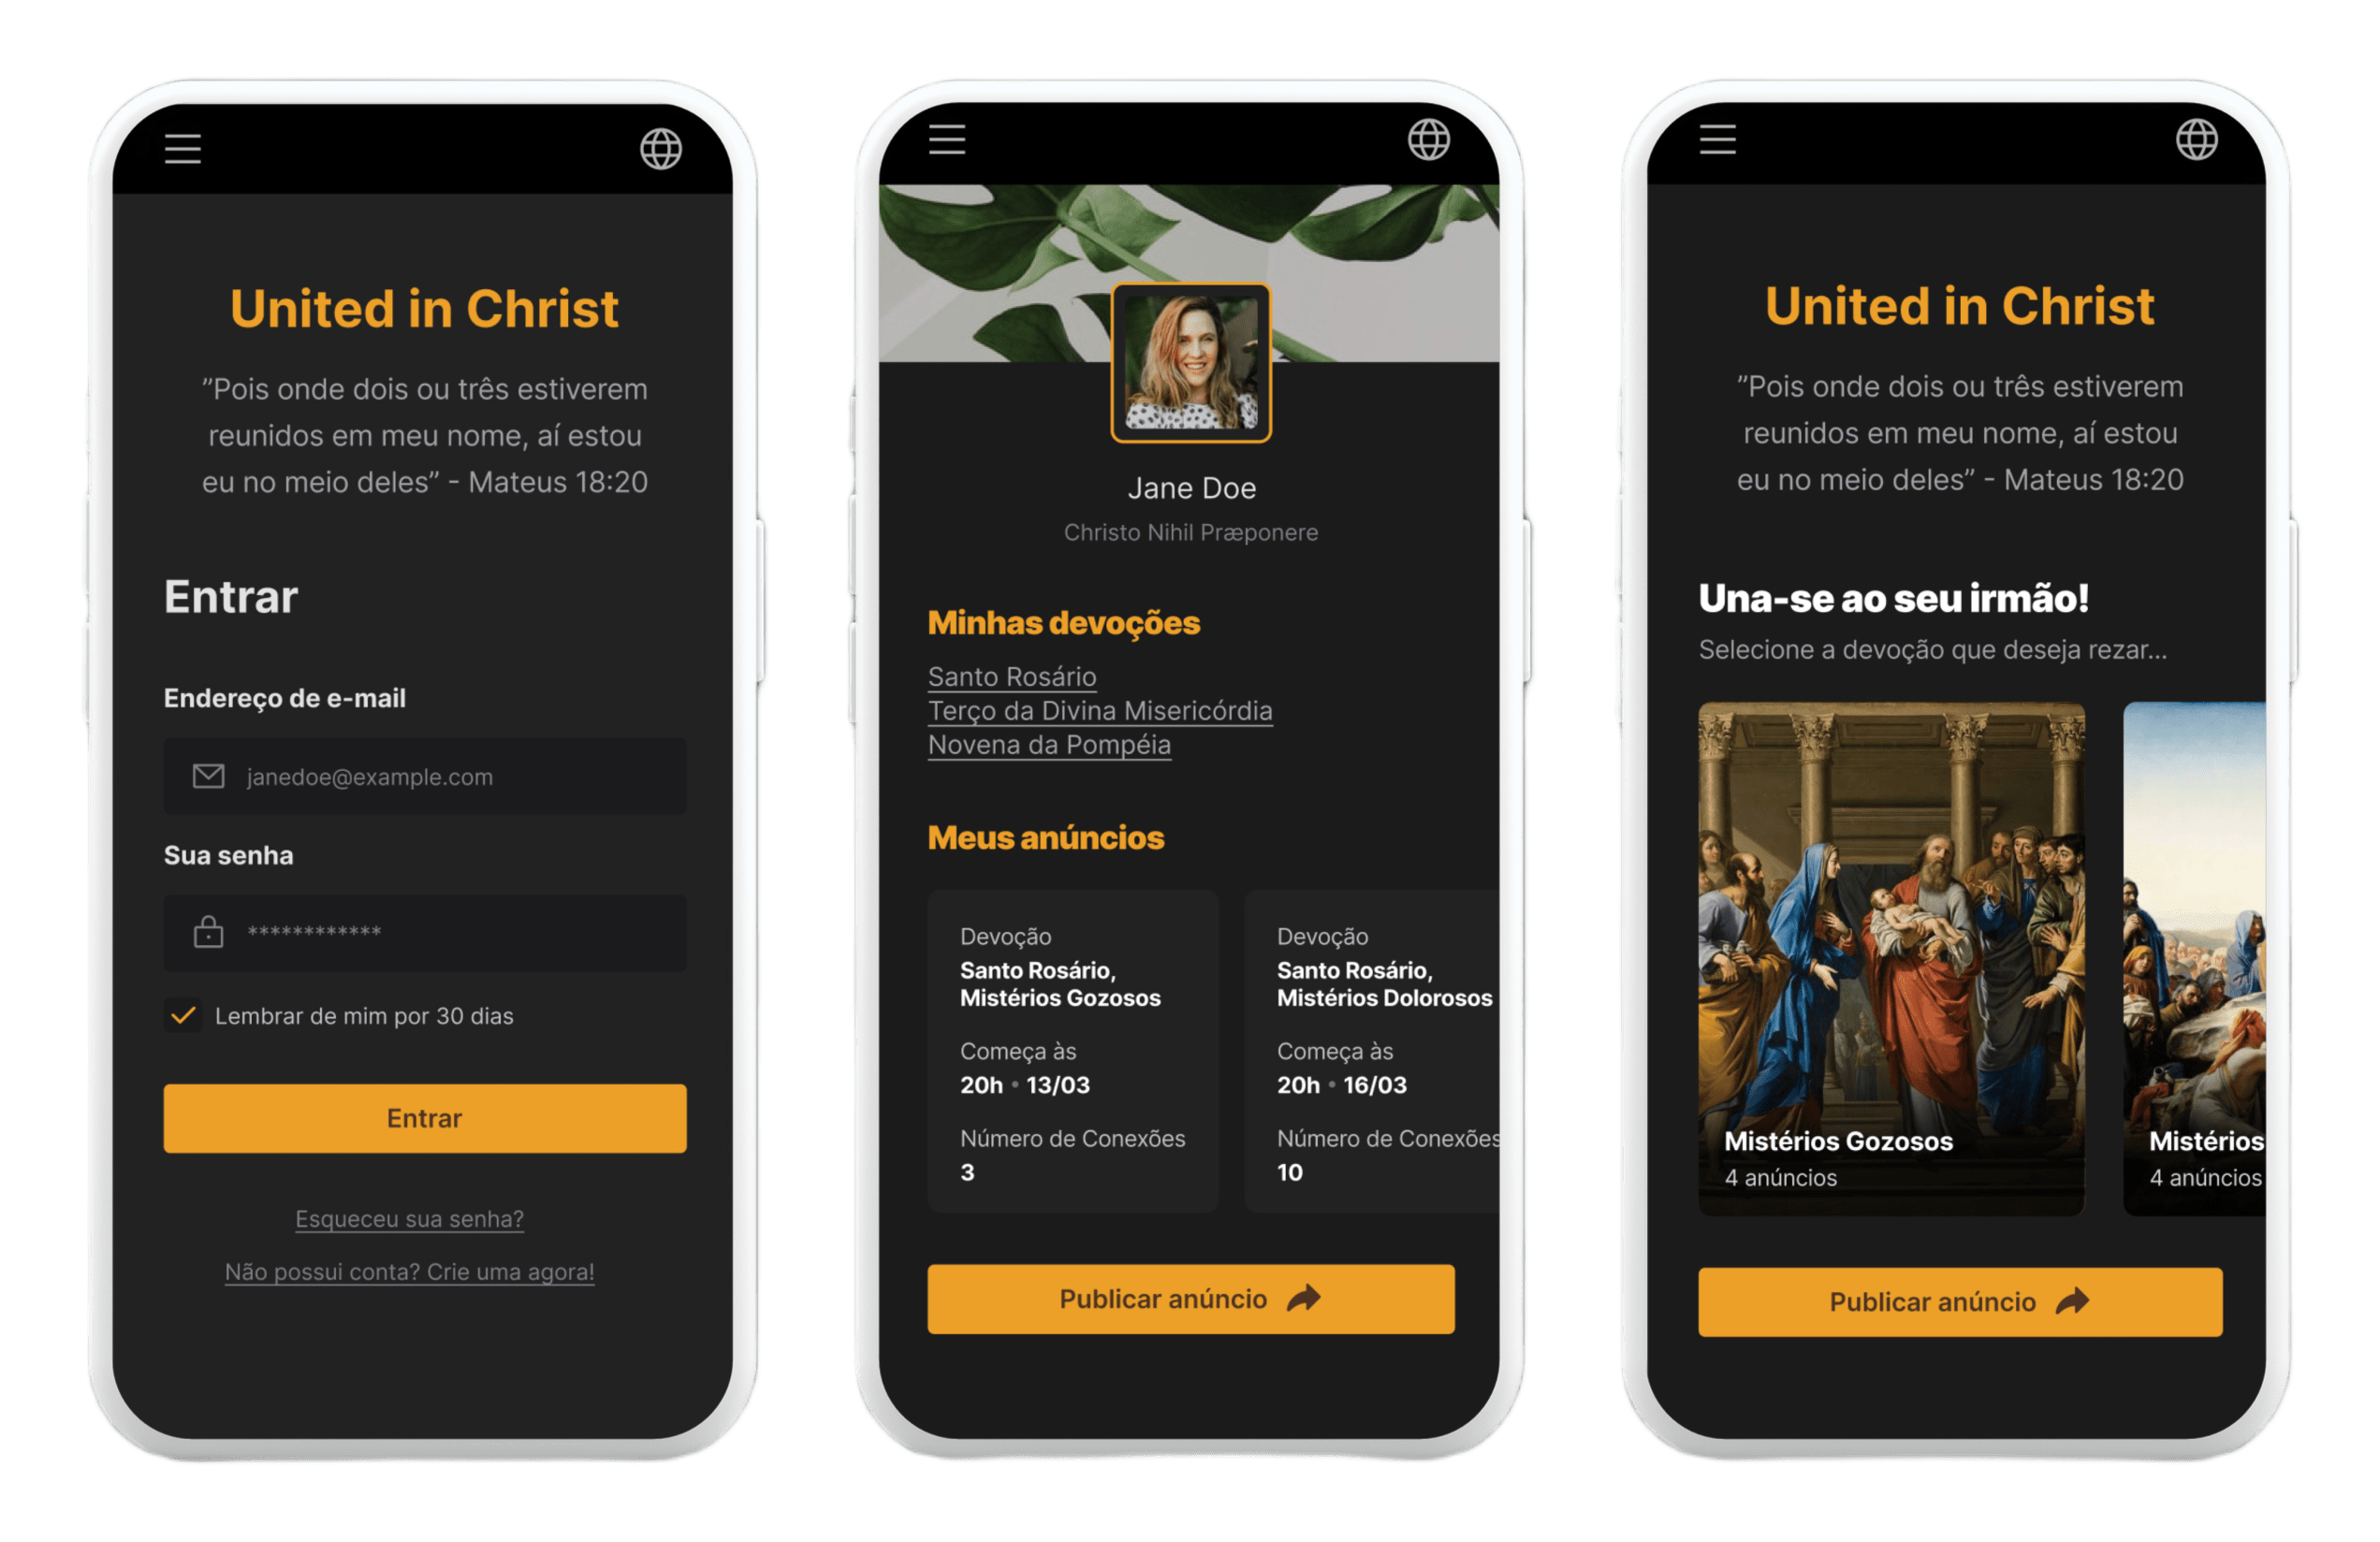 United in Christ
”Pois onde dois ou três estiverem
reunidos em meu nome, aí estou
eu no meio deles” - Mateus 18:20
Entrar
Endereço de e-mail
janedoe@example.com
Sua senha
************
Lembrar de mim por 30 dias
Entrar
Esqueceu sua senha?
Não possui conta? Crie uma agora!
Jane Doe
Christo Nihil Præponere
Minhas devoções
Santo Rosário
Terço da Divina Misericórdia
Novena da Pompéia
Meus anúncios
Devoção
Santo Rosário,
Mistérios Gozosos
Começa às
20h • 13/03
Número de Conexões
3
Devoção
Santo Rosário,
Mistérios Dolorosos
Começa às
20h • 16/03
Número de Conexões
10
Publicar anúncio
United in Christ
”Pois onde dois ou três estiverem
reunidos em meu nome, aí estou
eu no meio deles” - Mateus 18:20
Una-se ao seu irmão!
Selecione a devoção que deseja rezar...
Mistérios Gozosos
4 anúncios
Mistérios
4 anúncios
Publicar anúncio